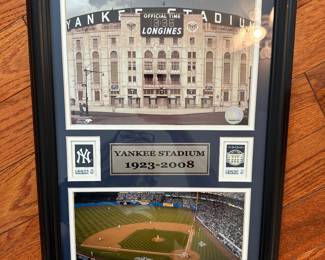 YANKEE STADIUM
OFFICIAL TIME
LONGINES
YANKEE STADIUM
1923-2008